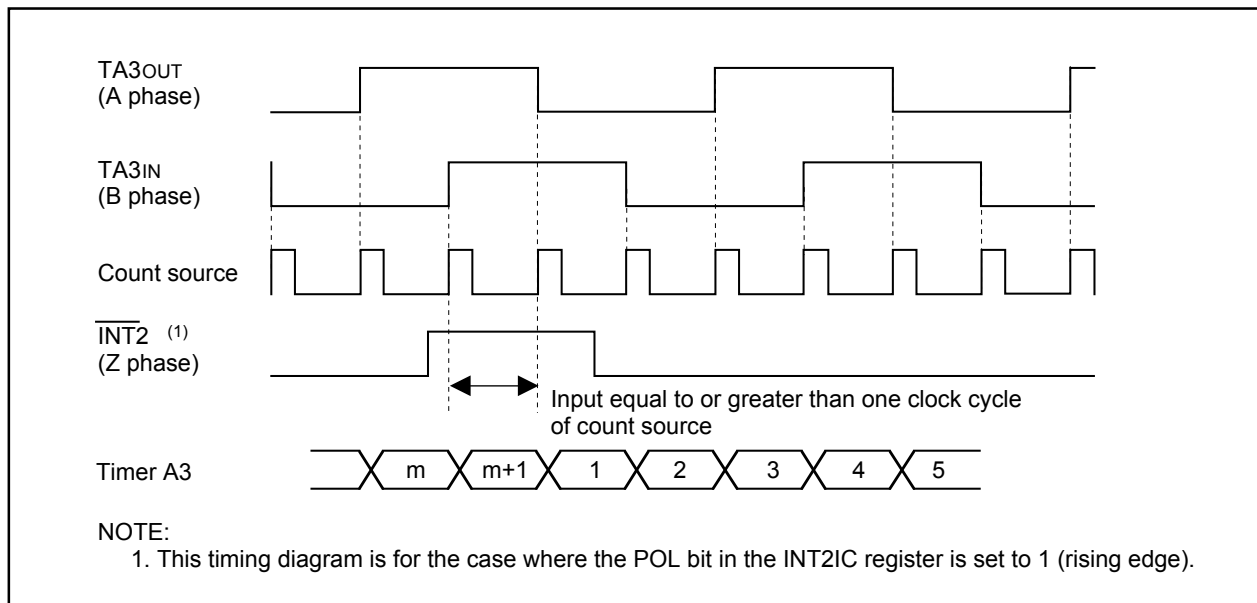 TA3OUT
(A phase)
TA3IN
(B phase)
Count source
INT2 (1)
(Z phase)
Input equal to or greater than one clock cycle
of count source
Timer A3
m
m+1
1
2
3
4
5
NOTE:
1. This timing diagram is for the case where the POL bit in the INT2IC register is set to 1 (rising edge).